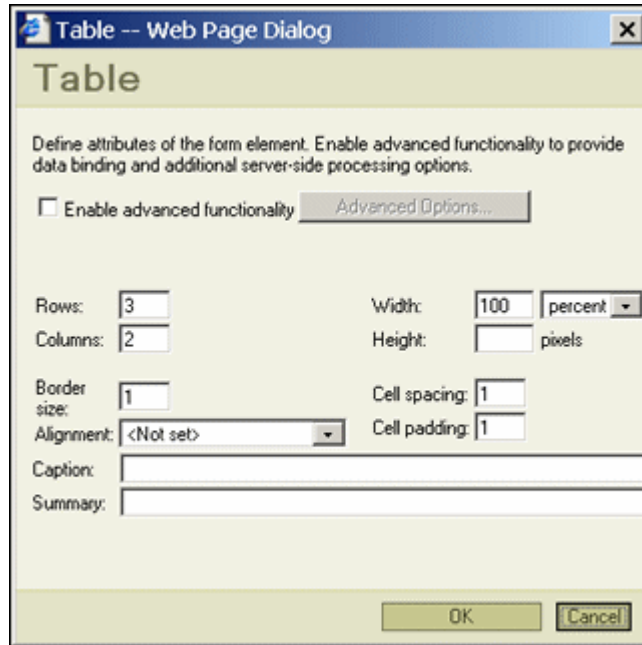 Table -- Web Page Dialog
Table
Define attributes of the form element. Enable advanced functionality to provide
data binding and additional server-side processing options.
Enable advanced functionality Advanced Options...
Rows: 3 Width: 100 percent
Columns: 2 Height: pixels
Border size: 1 Cell spacing: 1
Alignment: <Not set> Cell padding: 1
Caption:
Summary:
OK Cancel